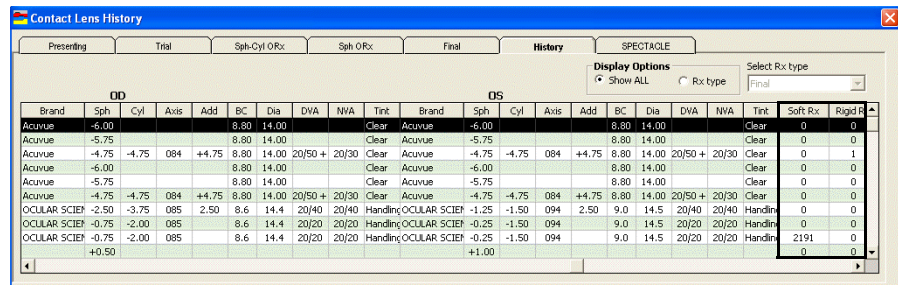 Contact Lens History
Presenting Trial Sph-Cyl ORx Sph ORx Final History SPECTACLE
Display Options Select Rx type
Show ALL Rx type Final
OD OS
Brand Sph Cyl Axis Add BC Dia DVA NVA Tint Brand Sph Cyl Axis Add BC Dia DVA NVA Tint Soft Rx Rigid R
Acuvue -6.00 8.80 14.00 Clear Acuvue -6.00 8.80 14.00 Clear 0 0
Acuvue -5.75 8.80 14.00 Clear Acuvue -5.75 8.80 14.00 Clear 0 0
Acuvue -4.75 -4.75 084 +4.75 8.80 14.00 20/50 + 20/30 Clear Acuvue -4.75 -4.75 084 +4.75 8.80 14.00 20/50 + 20/30 Clear 0 1
Acuvue -6.00 8.80 14.00 Clear Acuvue -6.00 8.80 14.00 Clear 0 0
Acuvue -5.75 8.80 14.00 Clear Acuvue -5.75 8.80 14.00 Clear 0 0
Acuvue -4.75 -4.75 084 +4.75 8.80 14.00 20/50 + 20/30 Clear Acuvue -4.75 -4.75 084 +4.75 8.80 14.00 20/50 + 20/30 Clear 0 0
OCULAR SCIEN -2.50 -3.75 085 2.50 8.6 14.4 20/40 20/40 Handling OCULAR SCIEN -1.25 -1.50 094 2.50 9.0 14.5 20/40 20/40 Handlin 0 0
OCULAR SCIEN -0.75 -2.00 085 8.6 14.4 20/20 20/20 Handling OCULAR SCIEN -0.25 -1.50 094 9.0 14.5 20/20 20/20 Handlin 0 0
OCULAR SCIEN -0.75 -2.00 085 8.6 14.4 20/20 20/20 Handling OCULAR SCIEN -0.25 -1.50 094 9.0 14.5 20/20 20/20 Handlin 2191 0
+0.50 +1.00 0 0